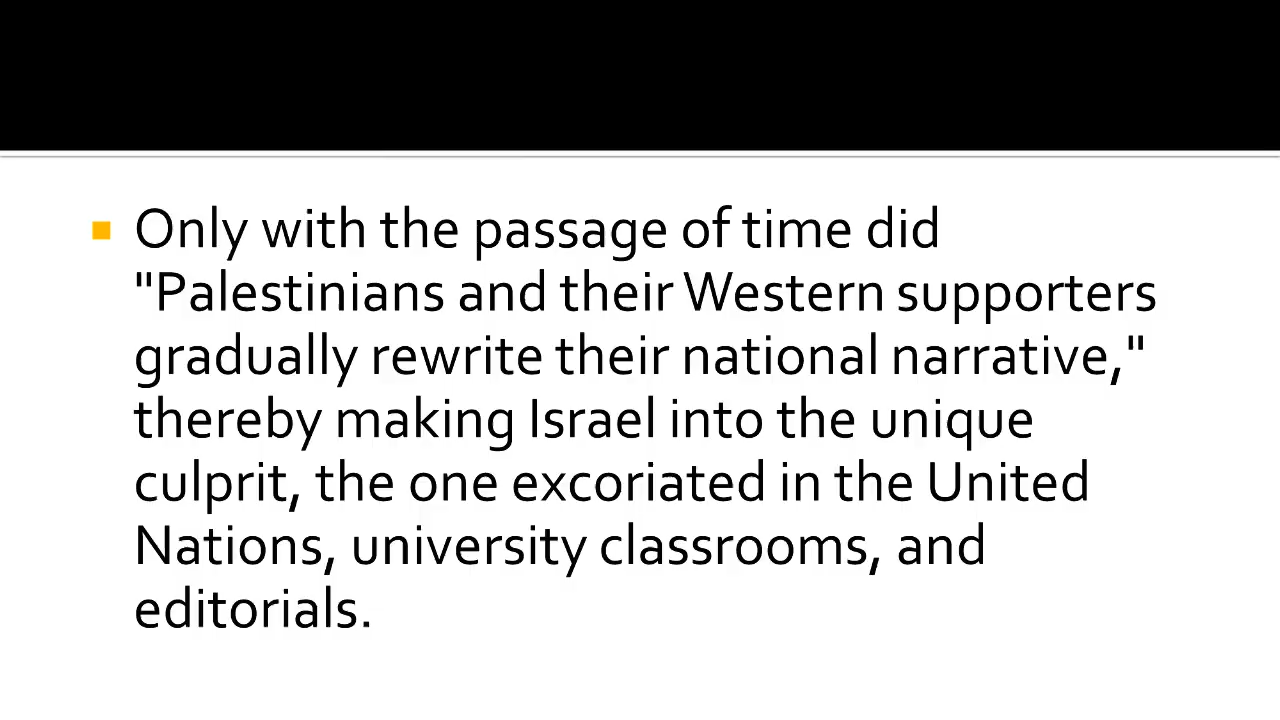 Only with the passage of time did
"Palestinians and their Western supporters
gradually rewrite their national narrative,"
thereby making Israel into the unique
culprit, the one excoriated in the United
Nations, university classrooms, and
editorials.